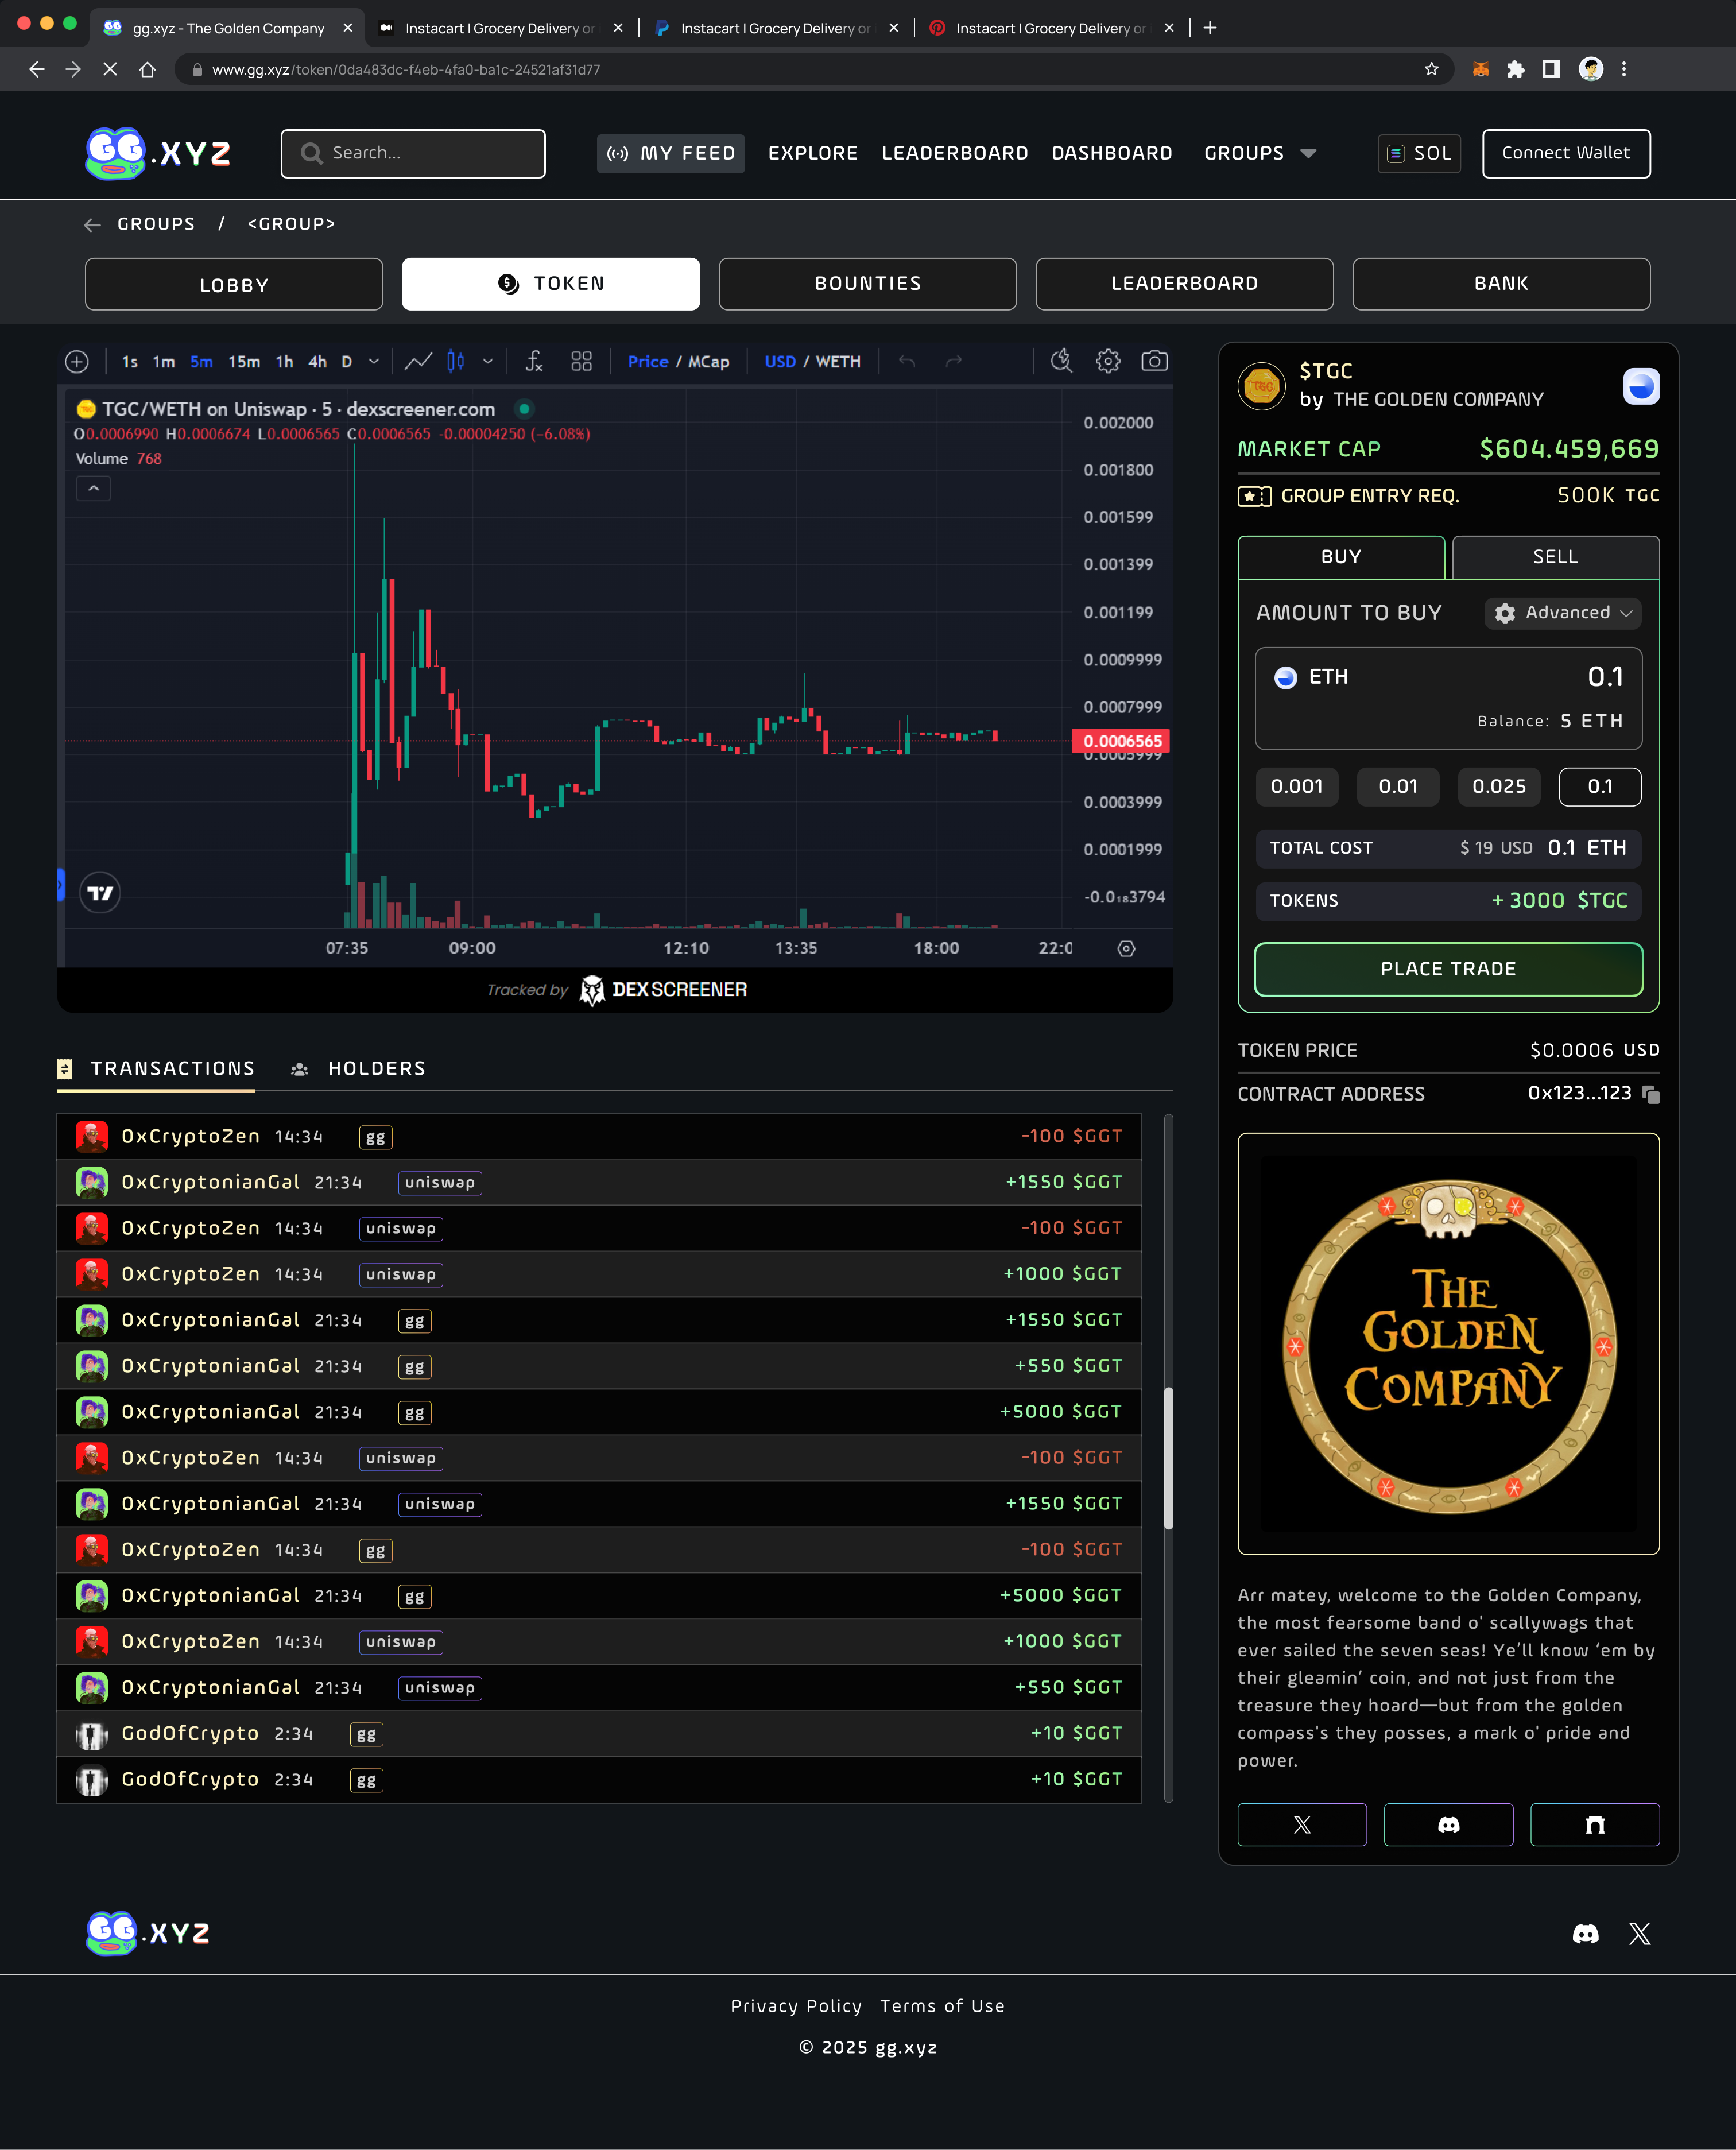 gg.xyz - The Golden Company
Instacart I Grocery Delivery or
Instacart I Grocery Delivery or
Instacart I Grocery Delivery or
www.gg.xyz/token/0da483dc-f4eb-4fa0-ba1c-24521af31d77
GG.XYZ
Search...
MY FEED
EXPLORE
LEADERBOARD
DASHBOARD
GROUPS
SOL
Connect Wallet
GROUPS / <GROUP>
LOBBY
TOKEN
BOUNTIES
LEADERBOARD
BANK
1s 1m 5m 15m 1h 4h D
Price / MCap
USD / WETH
TGC/WETH on Uniswap · 5 · dexscreener.com
O0.0006990 H0.0006674 L0.0006565 C0.0006565 -0.00004250 (−6.08%)
Volume 768
0.002000
0.001800
0.001599
0.001399
0.001199
0.0009999
0.0007999
0.0006565
0.0005999
0.0003999
0.0001999
-0.0₁₈3794
07:35 09:00 12:10 13:35 18:00 22:0
Tracked by DEX SCREENER
TRANSACTIONS
HOLDERS
0xCryptoZen 14:34 gg -100 $GGT
0xCryptonianGal 21:34 uniswap +1550 $GGT
0xCryptoZen 14:34 uniswap -100 $GGT
0xCryptoZen 14:34 uniswap +1000 $GGT
0xCryptonianGal 21:34 gg +1550 $GGT
0xCryptonianGal 21:34 gg +550 $GGT
0xCryptonianGal 21:34 gg +5000 $GGT
0xCryptoZen 14:34 uniswap -100 $GGT
0xCryptonianGal 21:34 uniswap +1550 $GGT
0xCryptoZen 14:34 gg -100 $GGT
0xCryptonianGal 21:34 gg +5000 $GGT
0xCryptoZen 14:34 uniswap +1000 $GGT
0xCryptonianGal 21:34 uniswap +550 $GGT
GodOfCrypto 2:34 gg +10 $GGT
GodOfCrypto 2:34 gg +10 $GGT
TGC
$TGC
by THE GOLDEN COMPANY
MARKET CAP $604.459,669
GROUP ENTRY REQ. 500K TGC
BUY
SELL
AMOUNT TO BUY
Advanced
ETH 0.1
Balance: 5 ETH
0.001 0.01 0.025 0.1
TOTAL COST $ 19 USD 0.1 ETH
TOKENS + 3000 $TGC
PLACE TRADE
TOKEN PRICE $0.0006 USD
CONTRACT ADDRESS 0x123...123
THE
GOLDEN
COMPANY
Arr matey, welcome to the Golden Company,
the most fearsome band o' scallywags that
ever sailed the seven seas! Ye’ll know ‘em by
their gleamin’ coin, and not just from the
treasure they hoard—but from the golden
compass's they posses, a mark o' pride and
power.
GG.XYZ
Privacy Policy Terms of Use
© 2025 gg.xyz